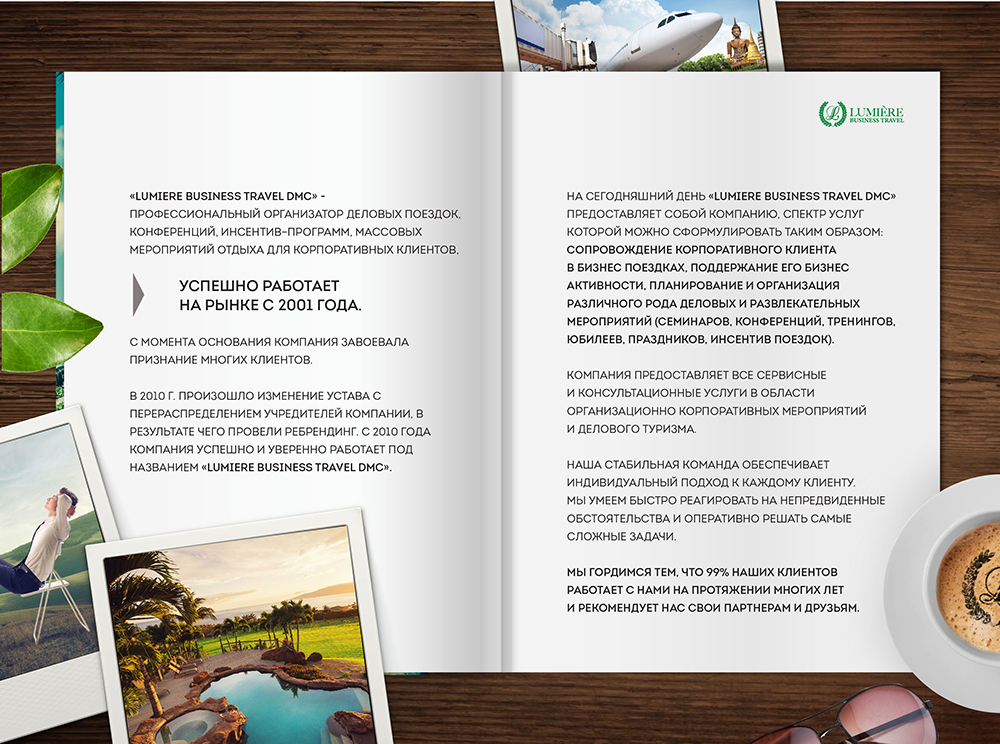 «LUMIERE BUSINESS TRAVEL DMC» -
ПРОФЕССИОНАЛЬНЫЙ ОРГАНИЗАТОР ДЕЛОВЫХ ПОЕЗДОК,
КОНФЕРЕНЦИЙ, ИНСЕНТИВ-ПРОГРАММ, МАССОВЫХ
МЕРОПРИЯТИЙ ОТДЫХА ДЛЯ КОРПОРАТИВНЫХ КЛИЕНТОВ,
УСПЕШНО РАБОТАЕТ
НА РЫНКЕ С 2001 ГОДА.
С МОМЕНТА ОСНОВАНИЯ КОМПАНИЯ ЗАВОЕВАЛА
ПРИЗНАНИЕ МНОГИХ КЛИЕНТОВ.
В 2010 Г. ПРОИЗОШЛО ИЗМЕНЕНИЕ УСТАВА С
ПЕРЕРАСПРЕДЕЛЕНИЕМ УЧРЕДИТЕЛЕЙ КОМПАНИИ, В
РЕЗУЛЬТАТЕ ЧЕГО ПРОВЕЛИ РЕБРЕНДИНГ. С 2010 ГОДА
КОМПАНИЯ УСПЕШНО И УВЕРЕННО РАБОТАЕТ ПОД
НАЗВАНИЕМ «LUMIERE BUSINESS TRAVEL DMC».
L LUMIÈRE
BUSINESS TRAVEL
НА СЕГОДНЯШНИЙ ДЕНЬ «LUMIERE BUSINESS TRAVEL DMC»
ПРЕДОСТАВЛЯЕТ СОБОЙ КОМПАНИЮ, СПЕКТР УСЛУГ
КОТОРОЙ МОЖНО СФОРМУЛИРОВАТЬ ТАКИМ ОБРАЗОМ:
СОПРОВОЖДЕНИЕ КОРПОРАТИВНОГО КЛИЕНТА
В БИЗНЕС ПОЕЗДКАХ, ПОДДЕРЖАНИЕ ЕГО БИЗНЕС
АКТИВНОСТИ, ПЛАНИРОВАНИЕ И ОРГАНИЗАЦИЯ
РАЗЛИЧНОГО РОДА ДЕЛОВЫХ И РАЗВЛЕКАТЕЛЬНЫХ
МЕРОПРИЯТИЙ (СЕМИНАРОВ, КОНФЕРЕНЦИЙ, ТРЕНИНГОВ,
ЮБИЛЕЕВ, ПРАЗДНИКОВ, ИНСЕНТИВ ПОЕЗДОК).
КОМПАНИЯ ПРЕДОСТАВЛЯЕТ ВСЕ СЕРВИСНЫЕ
И КОНСУЛЬТАЦИОННЫЕ УСЛУГИ В ОБЛАСТИ
ОРГАНИЗАЦИОННО КОРПОРАТИВНЫХ МЕРОПРИЯТИЙ
И ДЕЛОВОГО ТУРИЗМА.
НАША СТАБИЛЬНАЯ КОМАНДА ОБЕСПЕЧИВАЕТ
ИНДИВИДУАЛЬНЫЙ ПОДХОД К КАЖДОМУ КЛИЕНТУ.
МЫ УМЕЕМ БЫСТРО РЕАГИРОВАТЬ НА НЕПРЕДВИДЕННЫЕ
ОБСТОЯТЕЛЬСТВА И ОПЕРАТИВНО РЕШАТЬ САМЫЕ
СЛОЖНЫЕ ЗАДАЧИ.
МЫ ГОРДИМСЯ ТЕМ, ЧТО 99% НАШИХ КЛИЕНТОВ
РАБОТАЕТ С НАМИ НА ПРОТЯЖЕНИИ МНОГИХ ЛЕТ
И РЕКОМЕНДУЕТ НАС СВОИ ПАРТНЕРАМ И ДРУЗЬЯМ.